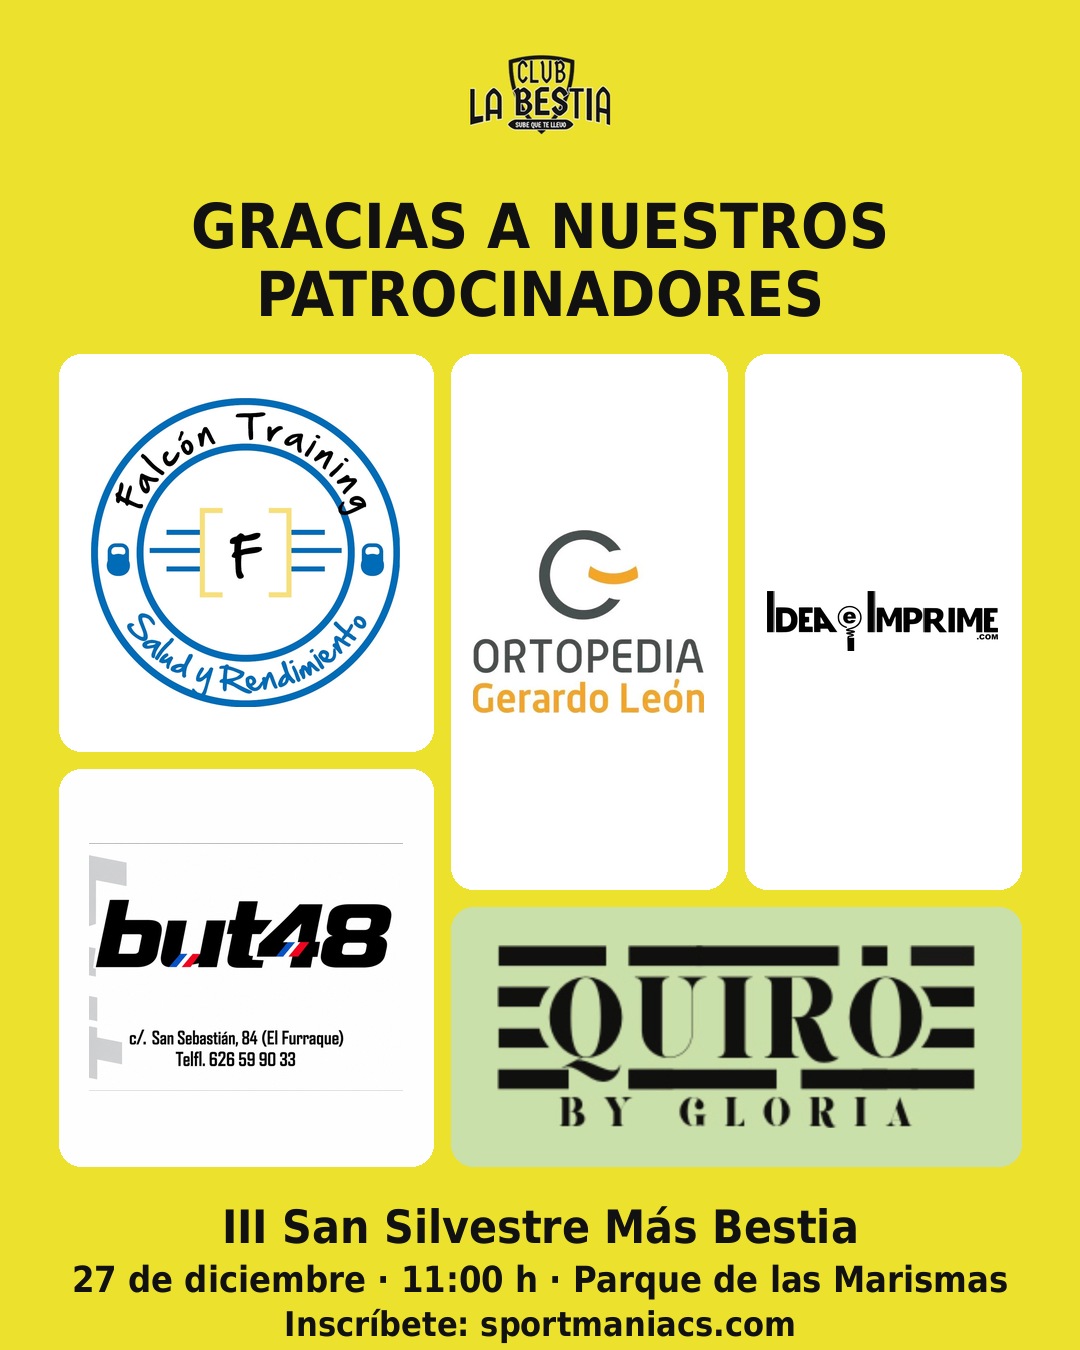 CLUB
LA BESTIA
SUBE QUE TE LLEVO
GRACIAS A NUESTROS
PATROCINADORES
Falcón Training
F
Salud y Rendimiento
ORTOPEDIA
Gerardo León
IDEA e IMPRIME
.COM
but48
c/. San Sebastián, 84 (El Furraque)
Telfl. 626 59 90 33
QUIRO
BY GLORIA
III San Silvestre Más Bestia
27 de diciembre · 11:00 h · Parque de las Marismas
Inscríbete: sportmaniacs.com